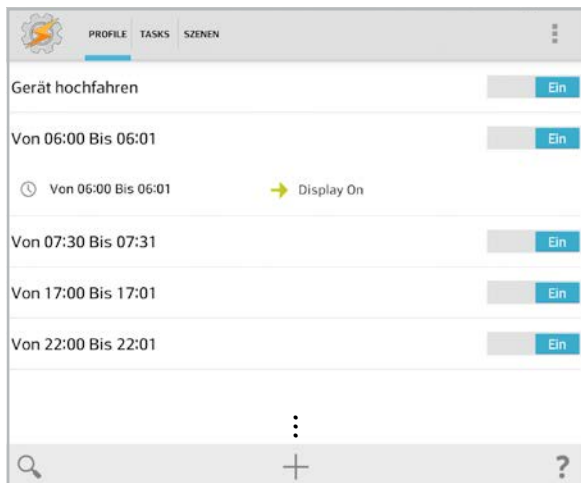 PROFILE TASKS SZENEN
Gerät hochfahren Ein
Von 06:00 Bis 06:01 Ein
Von 06:00 Bis 06:01 Display On
Von 07:30 Bis 07:31 Ein
Von 17:00 Bis 17:01 Ein
Von 22:00 Bis 22:01 Ein
?